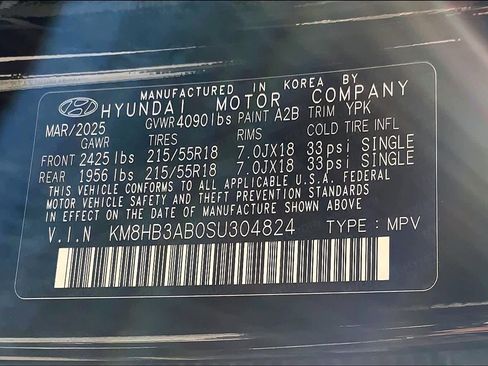 MANUFACTURED IN KOREA BY
HYUNDAI MOTOR COMPANY
MAR/2025 GVWR 4090 lbs PAINT A2B TRIM YPK
GAWR TIRES RIMS COLD TIRE INFL
FRONT 2425 lbs 215/55R18 7.0JX18 33psi SINGLE
REAR 1956 lbs 215/55R18 7.0JX18 33psi SINGLE
THIS VEHICLE CONFORMS TO ALL APPLICABLE U.S.A. FEDERAL
MOTOR VEHICLE SAFETY AND THEFT PREVENTION STANDARDS
IN EFFECT ON THE DATE OF MANUFACTURE SHOWN ABOVE
V.I.N KM8HB3AB0SU304824 TYPE : MPV